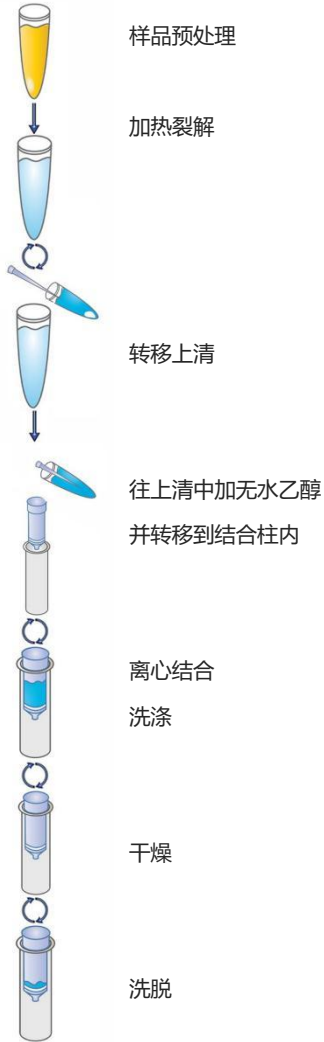 样品预处理
加热裂解
转移上清
往上清中加无水乙醇
并转移到结合柱内
离心结合
洗涤
干燥
洗脱